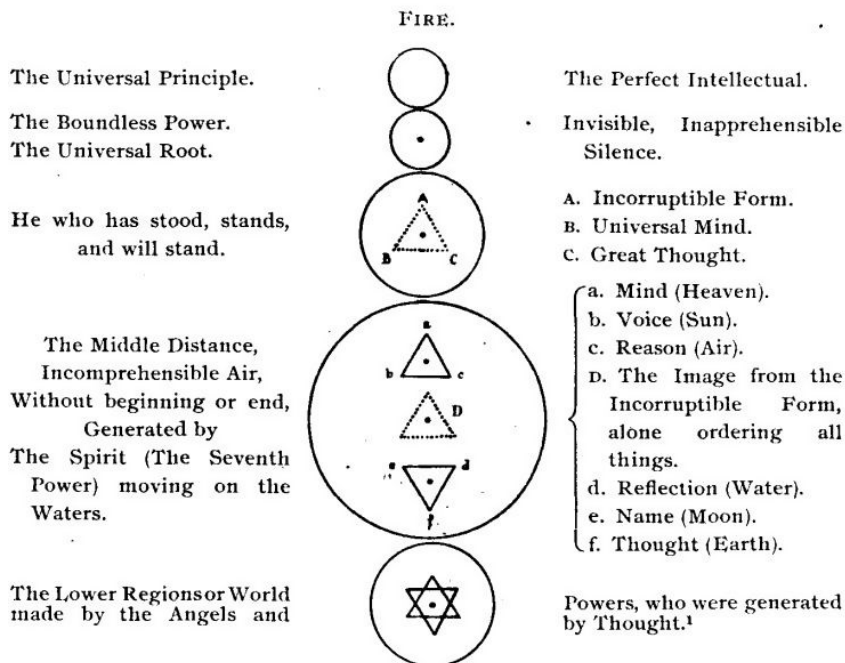 FIRE.
The Universal Principle.
The Perfect Intellectual.
The Boundless Power.
The Universal Root.
Invisible, Inapprehensible
Silence.
He who has stood, stands,
and will stand.
A
B C
A. Incorruptible Form.
B. Universal Mind.
C. Great Thought.
The Middle Distance,
Incomprehensible Air,
Without beginning or end,
Generated by
The Spirit (The Seventh
Power) moving on the
Waters.
a
b c
D
e d
f
a. Mind (Heaven).
b. Voice (Sun).
c. Reason (Air).
D. The Image from the
Incorruptible Form,
alone ordering all
things.
d. Reflection (Water).
e. Name (Moon).
f. Thought (Earth).
The Lower Regions or World
made by the Angels and
Powers, who were generated
by Thought.¹